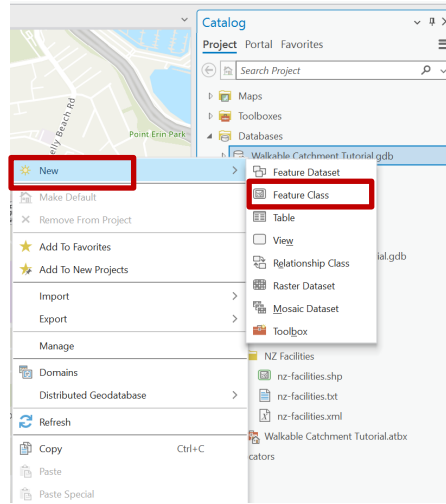 Catalog
Project Portal Favorites
Search Project
Maps
Toolboxes
Databases
Walkable Catchment Tutorial.gdb
elly Beach Rd
Point Erin Park
New
Make Default
Remove From Project
Add To Favorites
Add To New Projects
Import
Export
Manage
Domains
Distributed Geodatabase
Refresh
Copy Ctrl+C
Paste
Paste Special
Feature Dataset
Feature Class
Table
View
Relationship Class
Raster Dataset
Mosaic Dataset
Toolbox
ial.gdb
NZ Facilities
nz-facilities.shp
nz-facilities.txt
nz-facilities.xml
Walkable Catchment Tutorial.atbx
cators